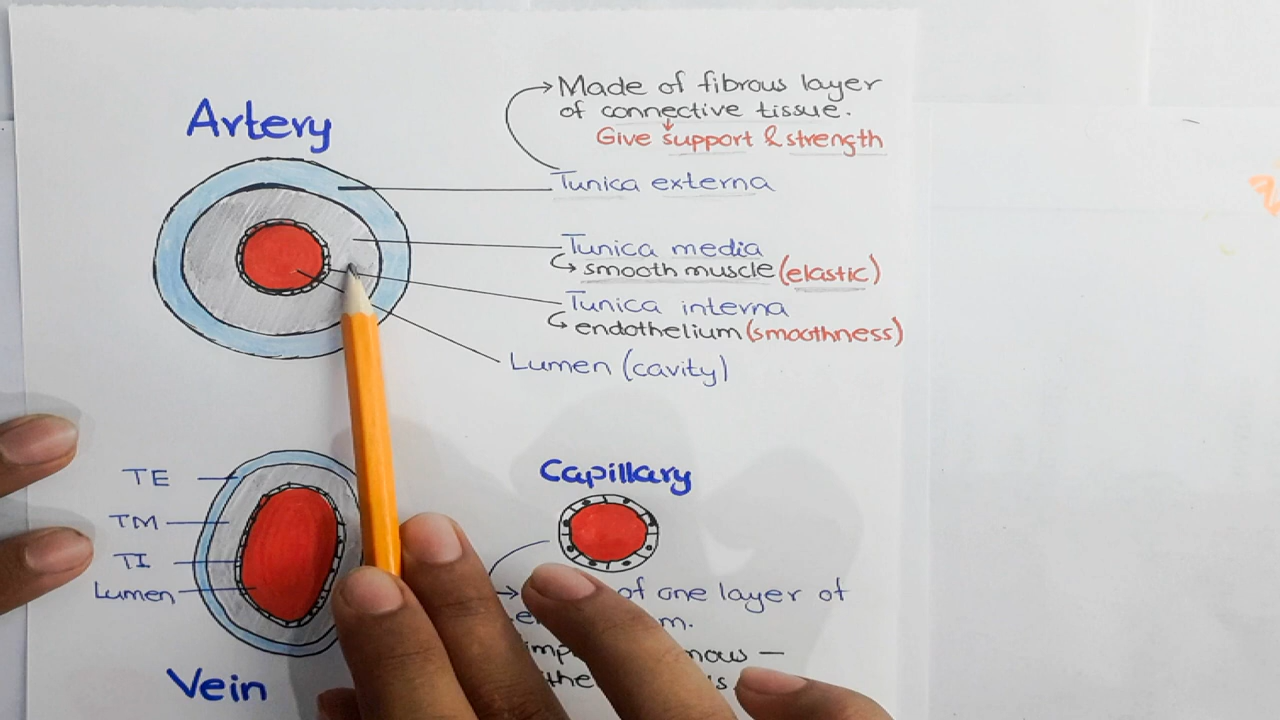 Artery
Made of fibrous layer
of connective tissue.
Give support & strength
Tunica externa
Tunica media
smooth muscle (elastic)
Tunica interna
endothelium (smoothness)
Lumen (cavity)
TE
TM
TI
Lumen
Vein
Capillary
of one layer of